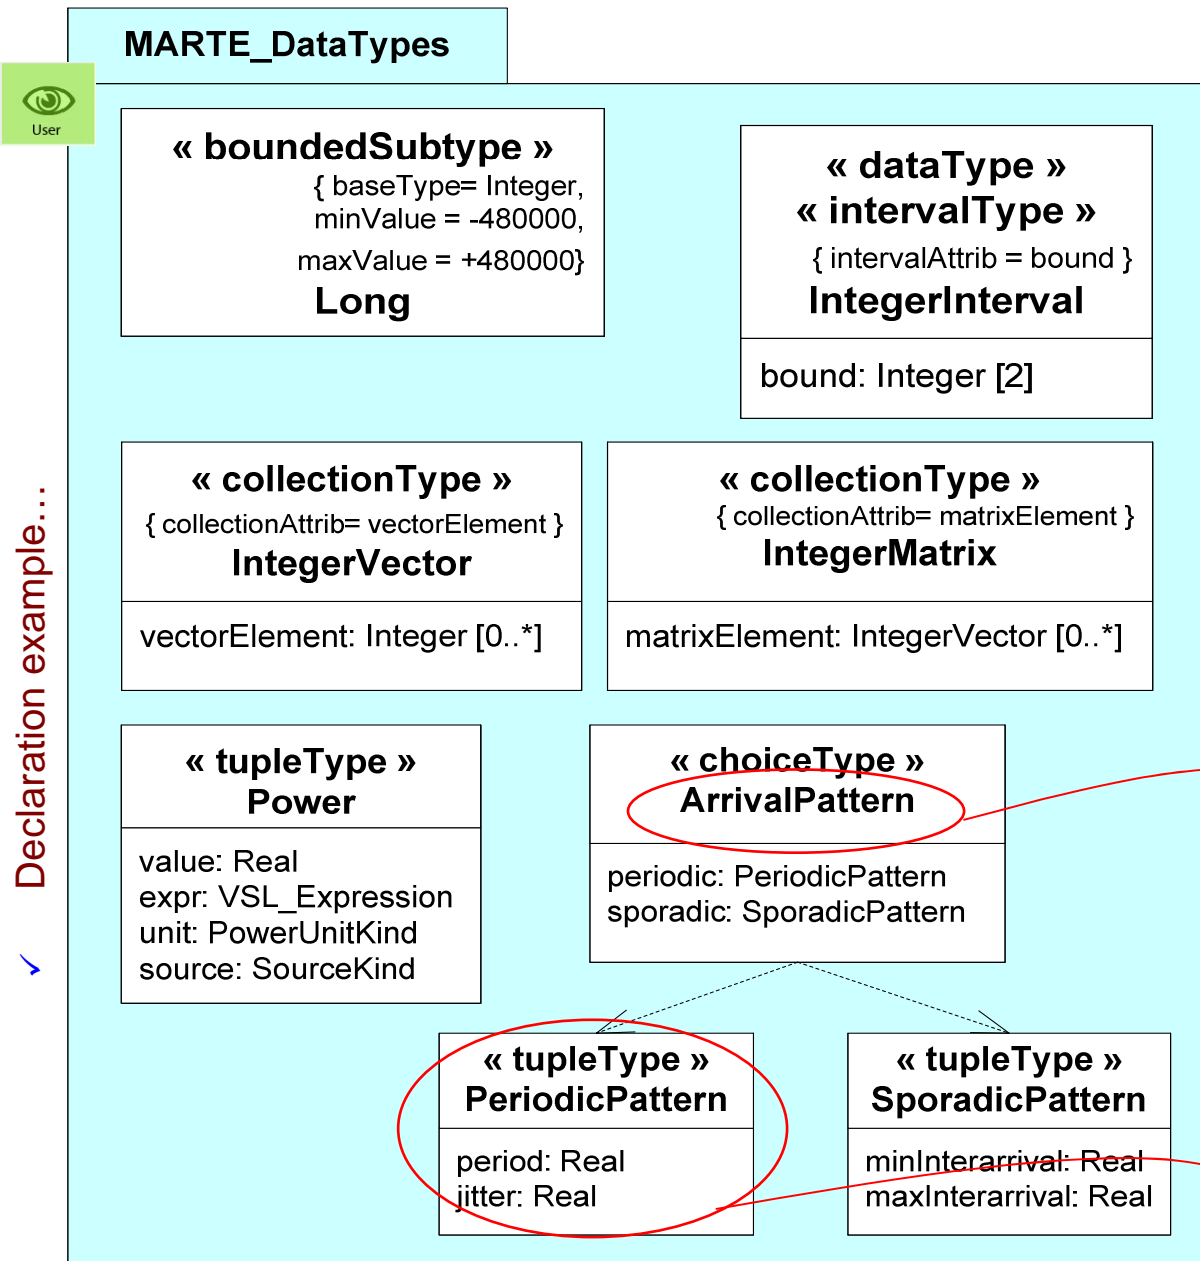 MARTE_DataTypes
User
« boundedSubtype »
{ baseType= Integer,
minValue = -480000,
maxValue = +480000}
Long
« dataType »
« intervalType »
{ intervalAttrib = bound }
IntegerInterval
bound: Integer [2]
« collectionType »
{ collectionAttrib= vectorElement }
IntegerVector
vectorElement: Integer [0..*]
« collectionType »
{ collectionAttrib= matrixElement }
IntegerMatrix
matrixElement: IntegerVector [0..*]
Declaration example...
« tupleType »
Power
value: Real
expr: VSL_Expression
unit: PowerUnitKind
source: SourceKind
« choiceType »
ArrivalPattern
periodic: PeriodicPattern
sporadic: SporadicPattern
« tupleType »
PeriodicPattern
period: Real
jitter: Real
« tupleType »
SporadicPattern
minInterarrival: Real
maxInterarrival: Real